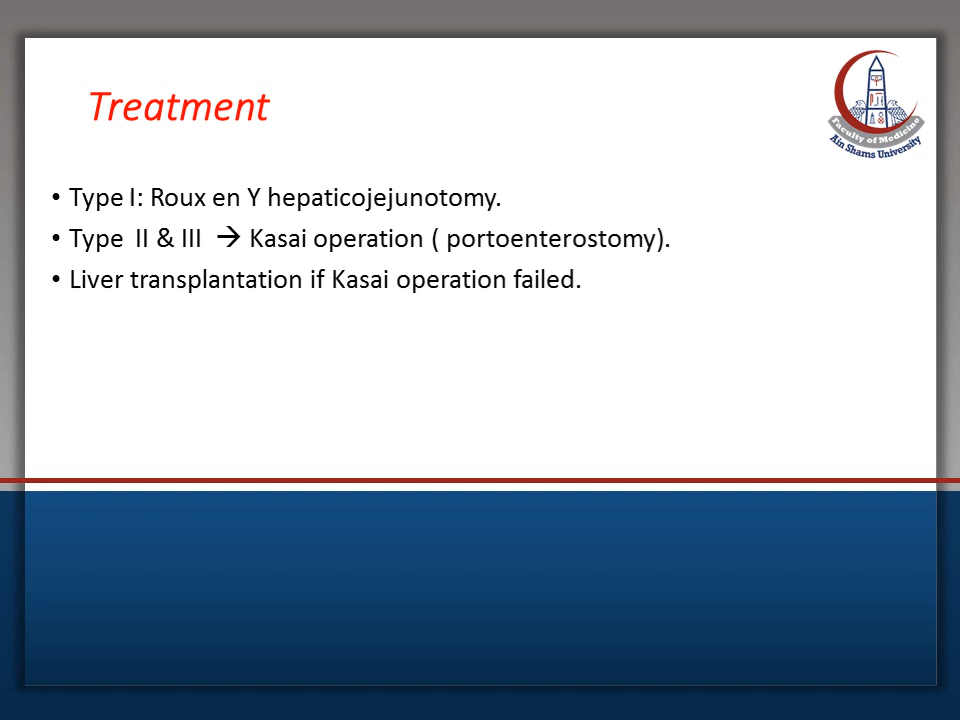 Treatment
Faculty of Medicine
Ain Shams University
• Type I: Roux en Y hepaticojejunotomy.
• Type II & III → Kasai operation ( portoenterostomy).
• Liver transplantation if Kasai operation failed.